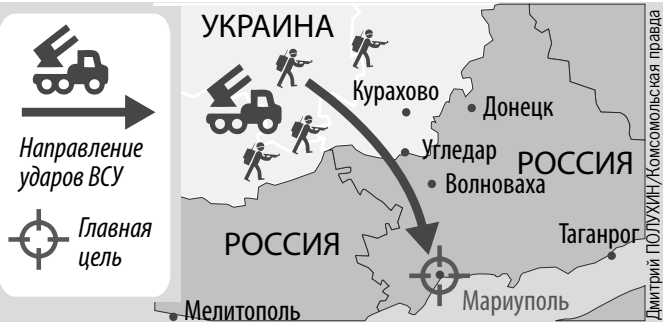 УКРАИНА
Курахово
Донецк
Направление
ударов ВСУ
Угледар
РОССИЯ
Волноваха
Главная
цель
РОССИЯ
Таганрог
Мариуполь
Мелитополь
Дмитрий ПОЛУХИН/Комсомольская правда